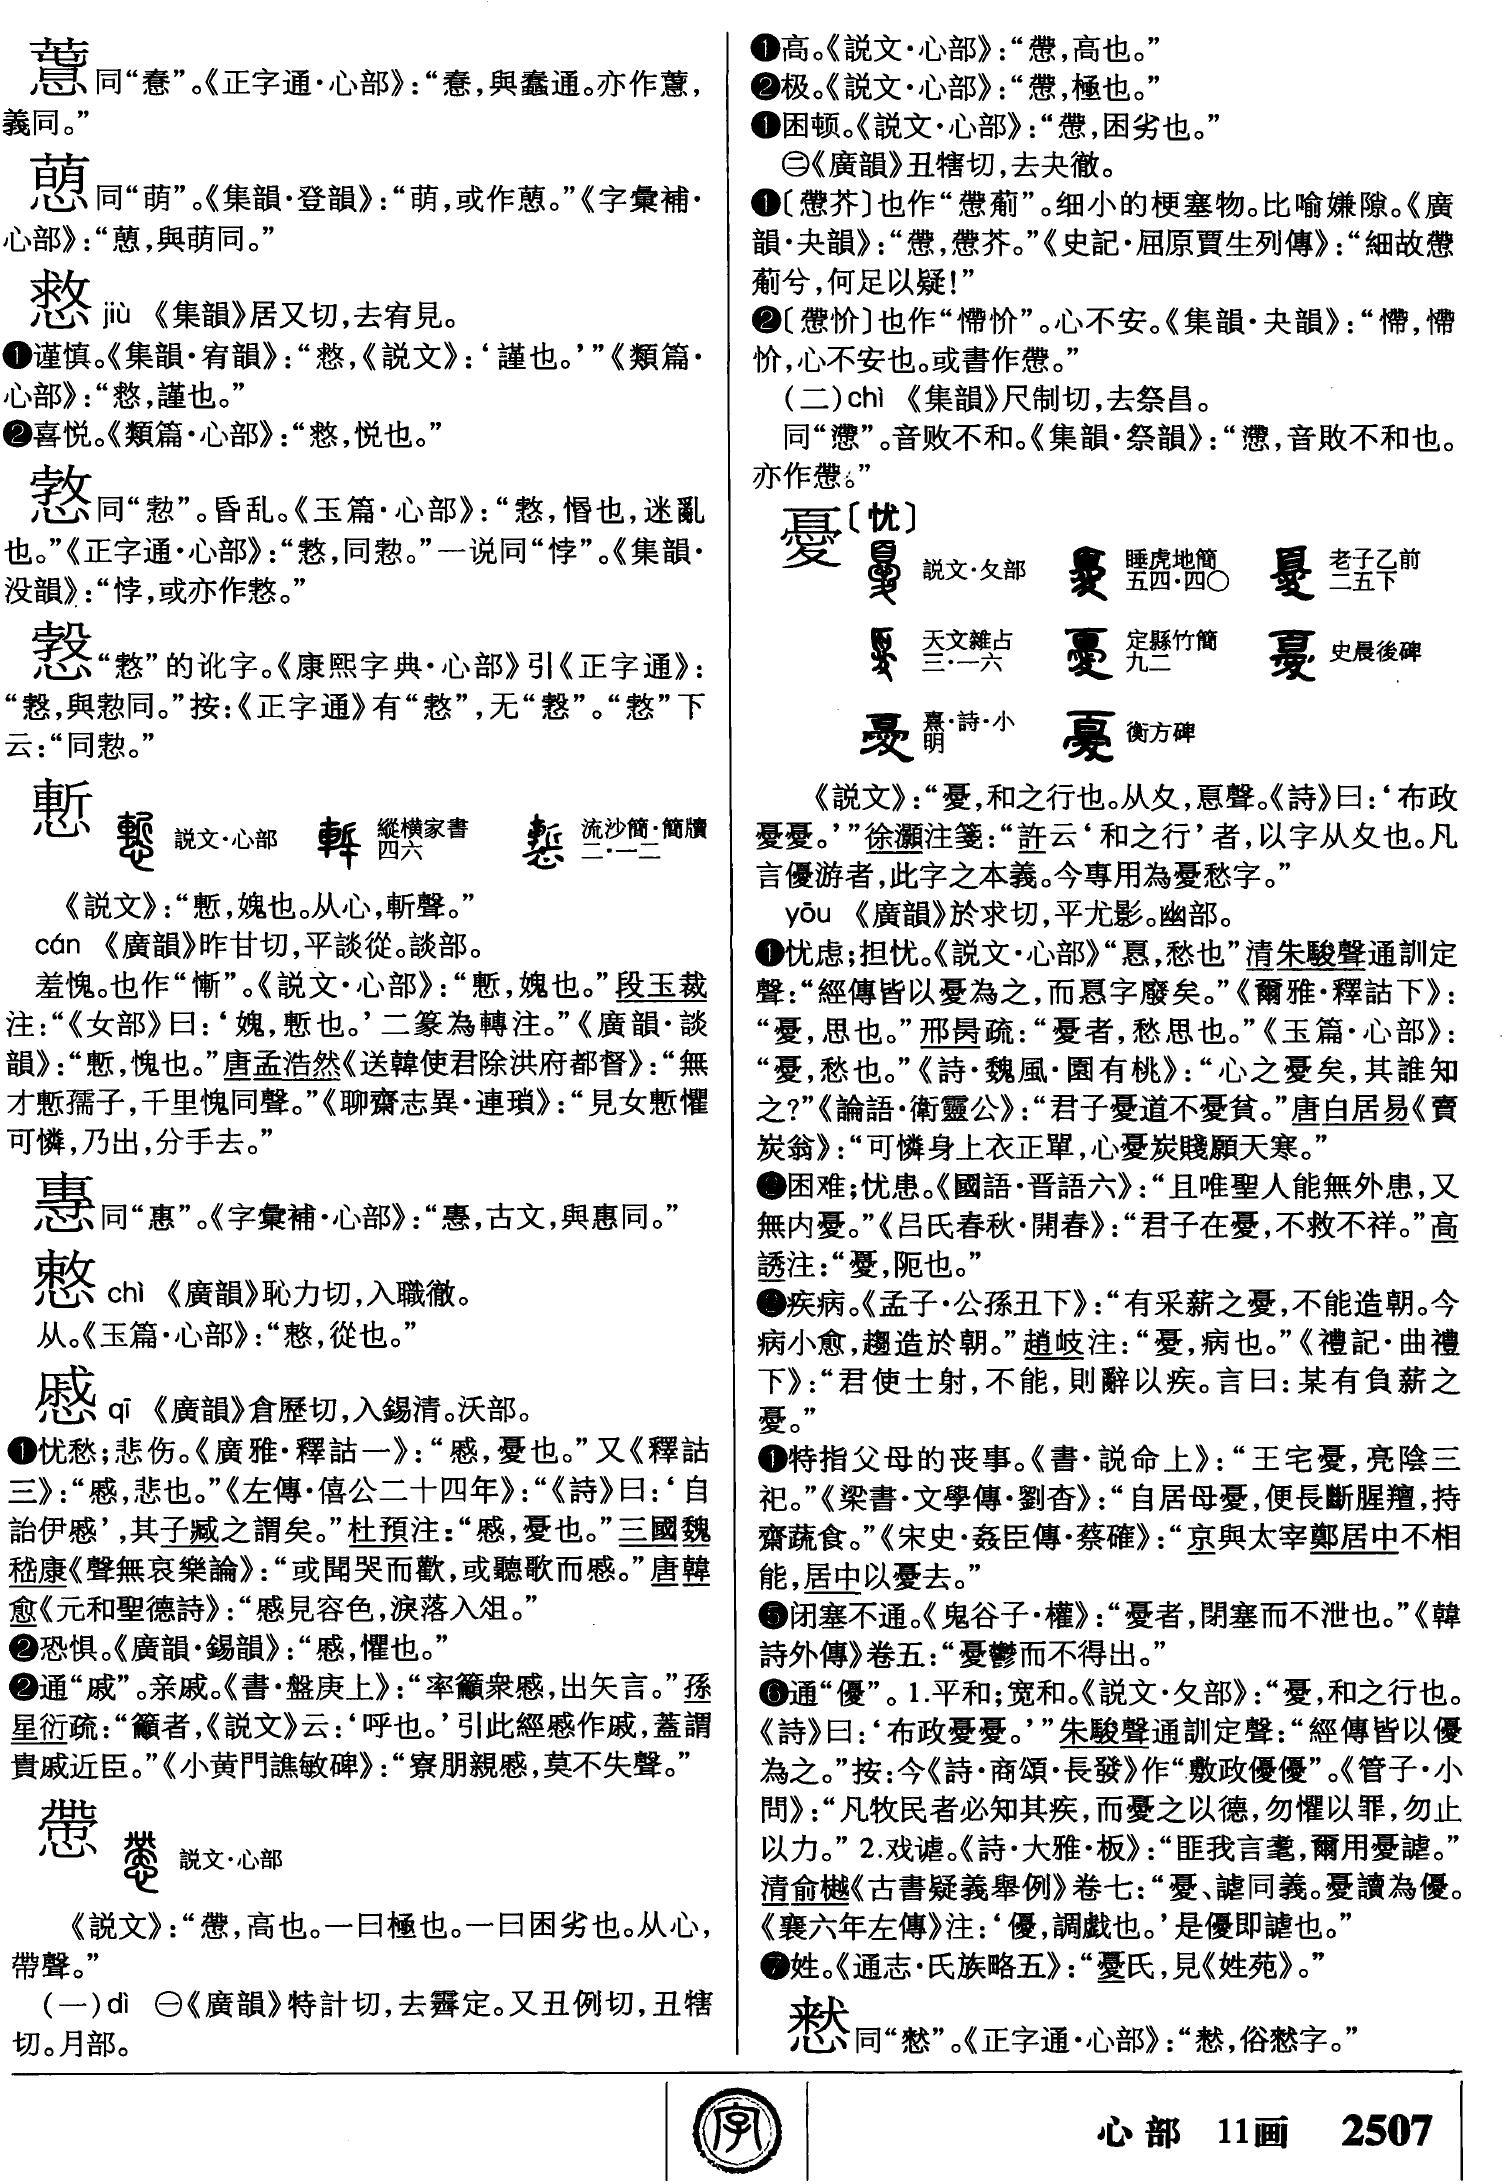 同“惷”。《正字通·心部》：“惷，與蠢通。亦作𢡟，
義同。”
同“萌”。《集韻·登韻》：“萌，或作䓝。”《字彙補·
心部》：“䓝，與萌同。”
jiù 《集韻》居又切，去宥見。
❶谨慎。《集韻·宥韻》：“慦，《説文》：‘謹也。’”《類篇·
心部》：“慦，謹也。”
❷喜悦。《類篇·心部》：“慦，悦也。”
同“愂”。昏乱。《玉篇·心部》：“憝，惛也，迷亂
也。”《正字通·心部》：“憝，同愂。”一说同“悖”。《集韻·
没韻》：“悖，或亦作憝。”
“憝”的讹字。《康熙字典·心部》引《正字通》：
“慤，與愂同。”按：《正字通》有“憝”，无“慤”。“憝”下
云：“同愂。”
慙 説文·心部 縱横家書四六 流沙簡·簡牘二·一二
《説文》：“慙，媿也。从心，斬聲。”
cán 《廣韻》昨甘切，平談從。談部。
羞愧。也作“慚”。《説文·心部》：“慙，媿也。”段玉裁
注：“《女部》曰：‘媿，慙也。’二篆為轉注。”《廣韻·談
韻》：“慙，愧也。”唐孟浩然《送韓使君除洪府都督》：“無
才慙孺子，千里愧同聲。”《聊齋志異·連瑣》：“見女慙懼
可憐，乃出，分手去。”
同“惠”。《字彙補·心部》：“憓，古文，與惠同。”
慗 chì 《廣韻》恥力切，入職徹。
从。《玉篇·心部》：“慗，從也。”
慼 qī 《廣韻》倉歷切，入錫清。沃部。
❶忧愁；悲伤。《廣雅·釋詁一》：“慼，憂也。”又《釋詁
三》：“慼，悲也。”《左傳·僖公二十四年》：“《詩》曰：‘自
詒伊慼’，其子臧之謂矣。”杜預注：“慼，憂也。”三國魏
嵇康《聲無哀樂論》：“或聞哭而歡，或聽歌而慼。”唐韓
愈《元和聖德詩》：“慼見容色，淚落入俎。”
❷恐惧。《廣韻·錫韻》：“慼，懼也。”
❷通“戚”。亲戚。《書·盤庚上》：“率籲衆慼，出矢言。”孫
星衍疏：“籲者，《説文》云：‘呼也。’引此經慼作戚，蓋謂
貴戚近臣。”《小黄門譙敏碑》：“寮朋親慼，莫不失聲。”
慸 説文·心部
《説文》：“慸，高也。一曰極也。一曰困劣也。从心，
帶聲。”
（一）dì ㊀《廣韻》特計切，去霽定。又丑例切，丑犗
切。月部。
❶高。《説文·心部》：“慸，高也。”
❷极。《説文·心部》：“慸，極也。”
❶困顿。《説文·心部》：“慸，困劣也。”
㊁《廣韻》丑犗切，去夬徹。
❶〔慸芥〕也作“慸葪”。细小的梗塞物。比喻嫌隙。《廣
韻·夬韻》：“慸，慸芥。”《史記·屈原賈生列傳》：“細故慸
葪兮，何足以疑！”
❷〔慸忦〕也作“㦅忦”。心不安。《集韻·夬韻》：“㦅，㦅
忦，心不安也。或書作慸。”
（二）chì 《集韻》尺制切，去祭昌。
同“懘”。音败不和。《集韻·祭韻》：“懘，音敗不和也。
亦作慸。”
憂〔忧〕
説文·夊部 睡虎地簡五四·四〇 老子乙前二五下
天文雜占三·一六 定縣竹簡九二 史晨後碑
熹·詩·小明 衡方碑
《説文》：“憂，和之行也。从夊，㥑聲。《詩》曰：‘布政
憂憂。’”徐灝注箋：“許云‘和之行’者，以字从夊也。凡
言優游者，此字之本義。今專用為憂愁字。”
yōu 《廣韻》於求切，平尤影。幽部。
❶忧虑；担忧。《説文·心部》“㥑，愁也”清朱駿聲通訓定
聲：“經傳皆以憂為之，而㥑字廢矣。”《爾雅·釋詁下》：
“憂，思也。”邢昺疏：“憂者，愁思也。”《玉篇·心部》：
“憂，愁也。”《詩·魏風·園有桃》：“心之憂矣，其誰知
之？”《論語·衛靈公》：“君子憂道不憂貧。”唐白居易《賣
炭翁》：“可憐身上衣正單，心憂炭賤願天寒。”
困难；忧患。《國語·晋語六》：“且唯聖人能無外患，又
無内憂。”《吕氏春秋·開春》：“君子在憂，不救不祥。”高
誘注：“憂，阨也。”
疾病。《孟子·公孫丑下》：“有采薪之憂，不能造朝。今
病小愈，趨造於朝。”趙岐注：“憂，病也。”《禮記·曲禮
下》：“君使士射，不能，則辭以疾。言曰：某有負薪之
憂。”
❶特指父母的丧事。《書·説命上》：“王宅憂，亮陰三
祀。”《梁書·文學傳·劉杳》：“自居母憂，便長斷腥羶，持
齋蔬食。”《宋史·姦臣傳·蔡確》：“京與太宰鄭居中不相
能，居中以憂去。”
❺闭塞不通。《鬼谷子·權》：“憂者，閉塞而不泄也。”《韓
詩外傳》卷五：“憂鬱而不得出。”
❻通“優”。1.平和；宽和。《説文·夊部》：“憂，和之行也。
《詩》曰：‘布政憂憂。’”朱駿聲通訓定聲：“經傳皆以優
為之。”按：今《詩·商頌·長發》作“敷政優優”。《管子·小
問》：“凡牧民者必知其疾，而憂之以德，勿懼以罪，勿止
以力。”2.戏谑。《詩·大雅·板》：“匪我言耄，爾用憂謔。”
清俞樾《古書疑義舉例》卷七：“憂、謔同義。憂讀為優。
《襄六年左傳》注：‘優，調戲也。’是優即謔也。”
❼姓。《通志·氏族略五》：“憂氏，見《姓苑》。”
同“憖”。《正字通·心部》：“㦂，俗憖字。”
字
心部 11画 2507